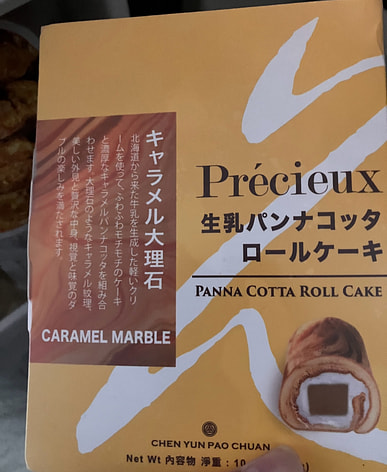 Précieux
生乳パンナコッタ
ロールケーキ
PANNA COTTA ROLL CAKE
キャラメル大理石
北海道から来た牛乳を生成した軽いクリ
ームを使って、ふわふわモチモチのケーキ
と濃厚なキャラメルパンナコッタを組み合
わせます。大理石のようなキャラメル紋理、
美しい外見と贅沢な中身、視覚と味覚のダ
ブルの楽しみを満たされます。
CARAMEL MARBLE
CHEN YUN PAO CHUAN
Net Wt 內容物 淨重: